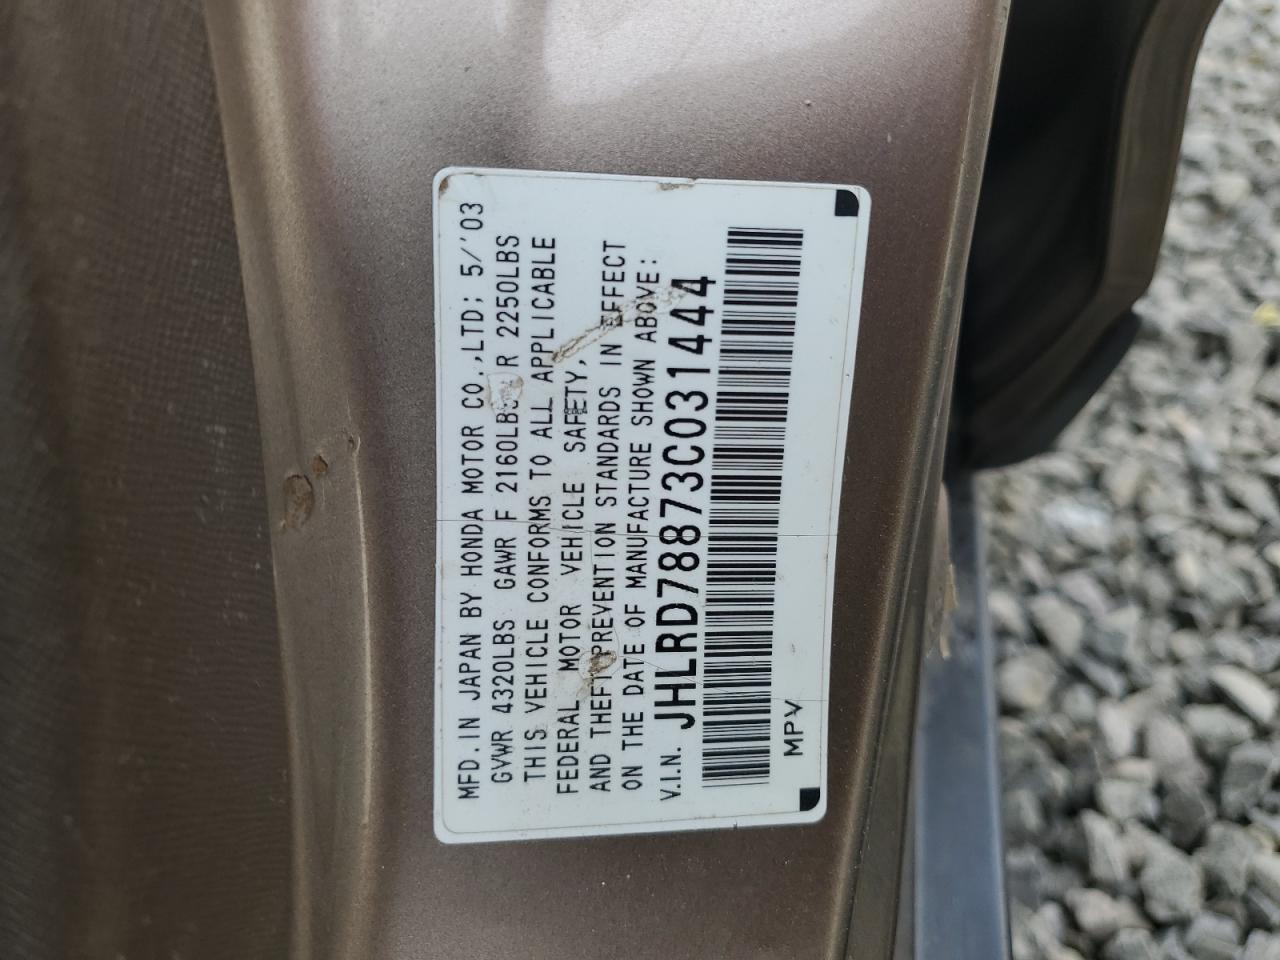 MFD. IN JAPAN BY HONDA MOTOR CO.,LTD; 5/'03
GVWR 4320LBS GAWR F 2160LBS R 2250LBS
THIS VEHICLE CONFORMS TO ALL APPLICABLE
FEDERAL MOTOR VEHICLE SAFETY,
AND THEFT PREVENTION STANDARDS IN EFFECT
ON THE DATE OF MANUFACTURE SHOWN ABOVE:
V.I.N. JHLRD78873C031444
MPV